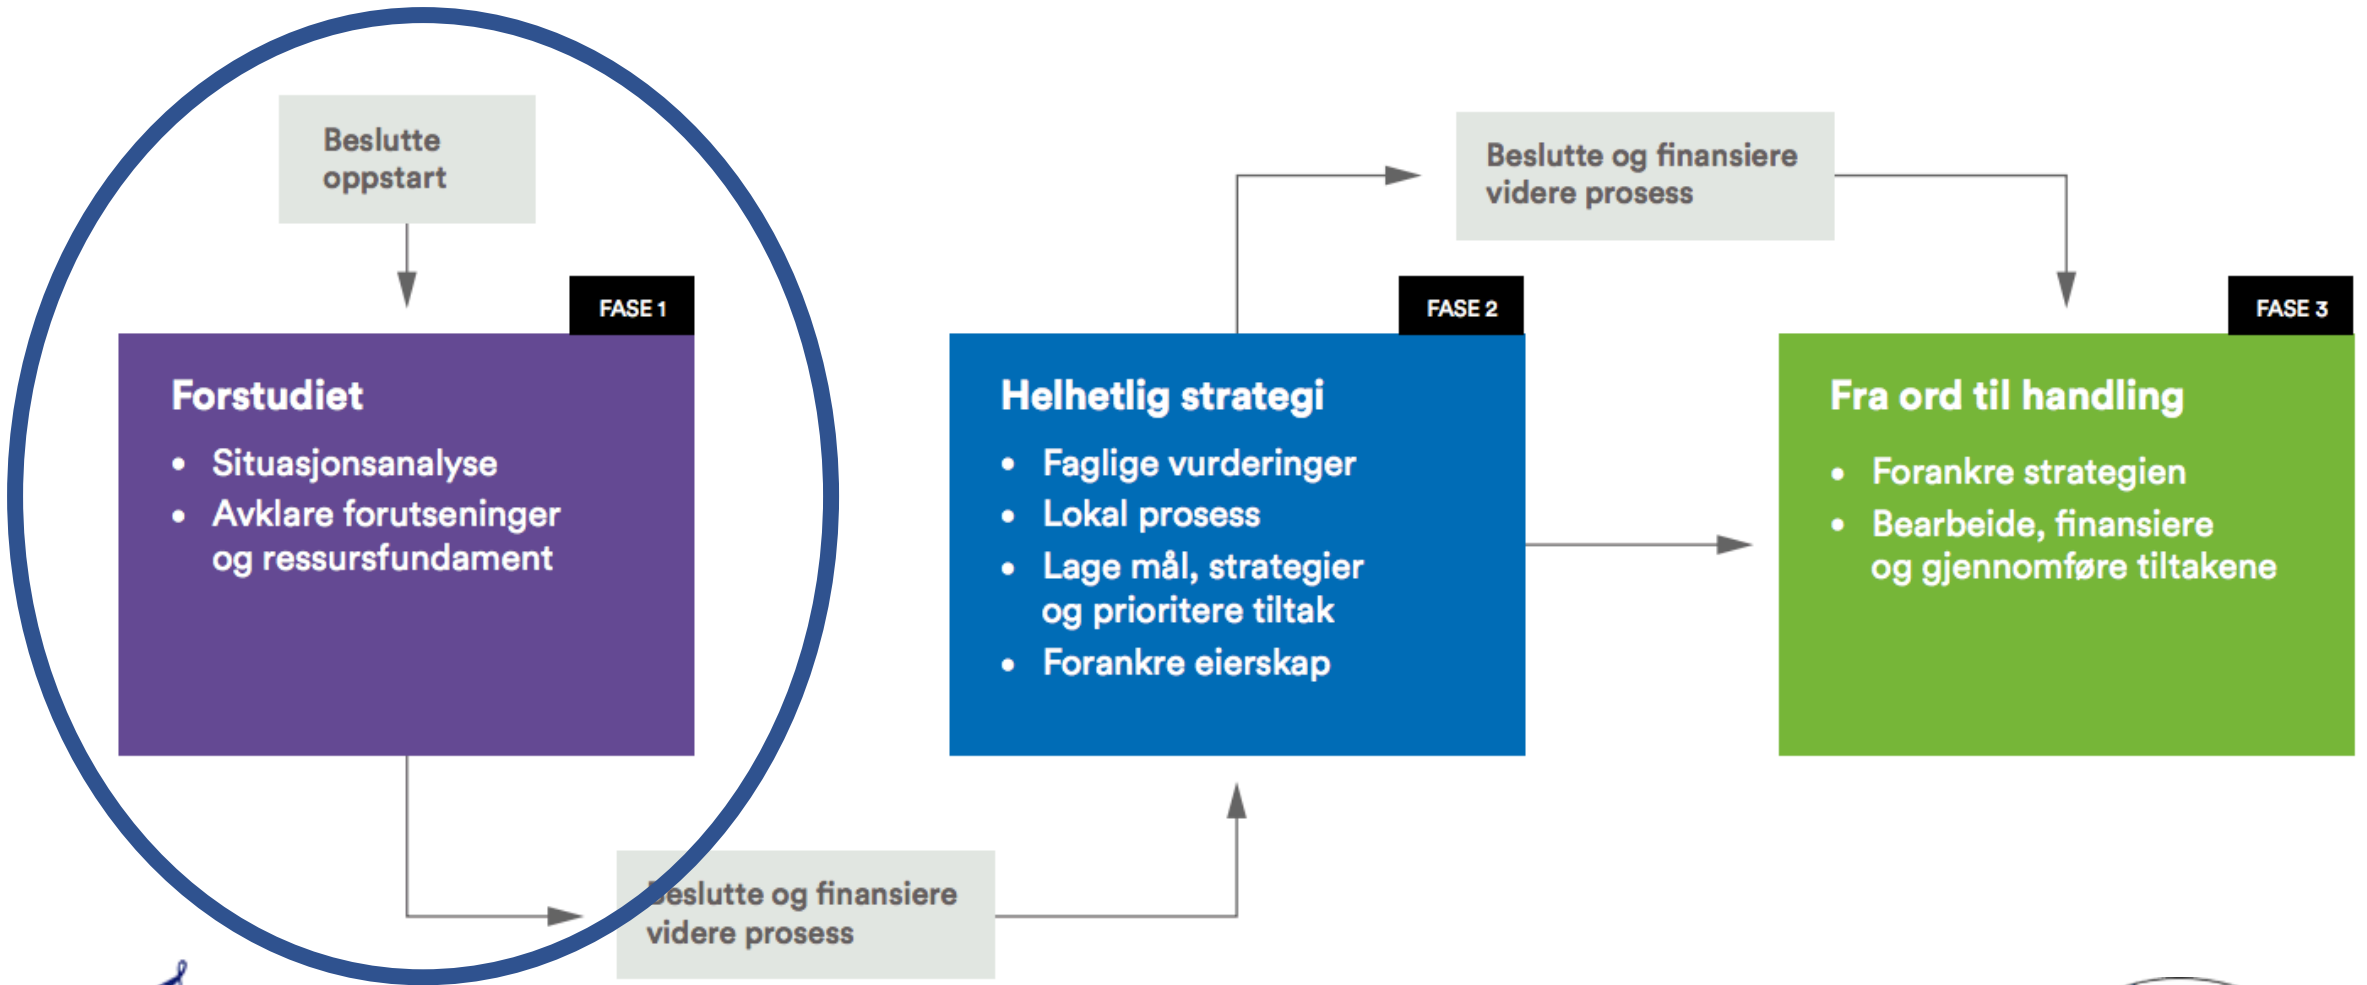 Beslutte
oppstart
FASE 1
Forstudiet
• Situasjonsanalyse
• Avklare forutseninger
og ressursfundament
Beslutte og finansiere
videre prosess
FASE 2
Helhetlig strategi
• Faglige vurderinger
• Lokal prosess
• Lage mål, strategier
og prioritere tiltak
• Forankre eierskap
Beslutte og finansiere
videre prosess
FASE 3
Fra ord til handling
• Forankre strategien
• Bearbeide, finansiere
og gjennomføre tiltakene